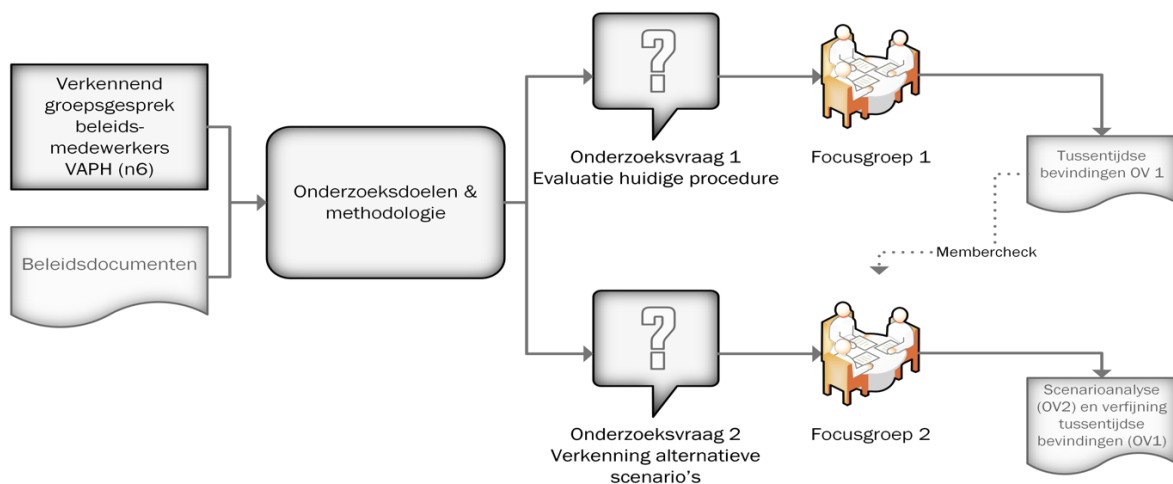 Verkennend
groepsgesprek
beleids-
medewerkers
VAPH (n6)
Beleidsdocumenten
Onderzoeksdoelen &
methodologie
?
Onderzoeksvraag 1
Evaluatie huidige procedure
Focusgroep 1
Tussentijdse
bevindingen OV 1
Membercheck
?
Onderzoeksvraag 2
Verkenning alternatieve
scenario's
Focusgroep 2
Scenarioanalyse
(OV2) en verfijning
tussentijdse
bevindingen (OV1)